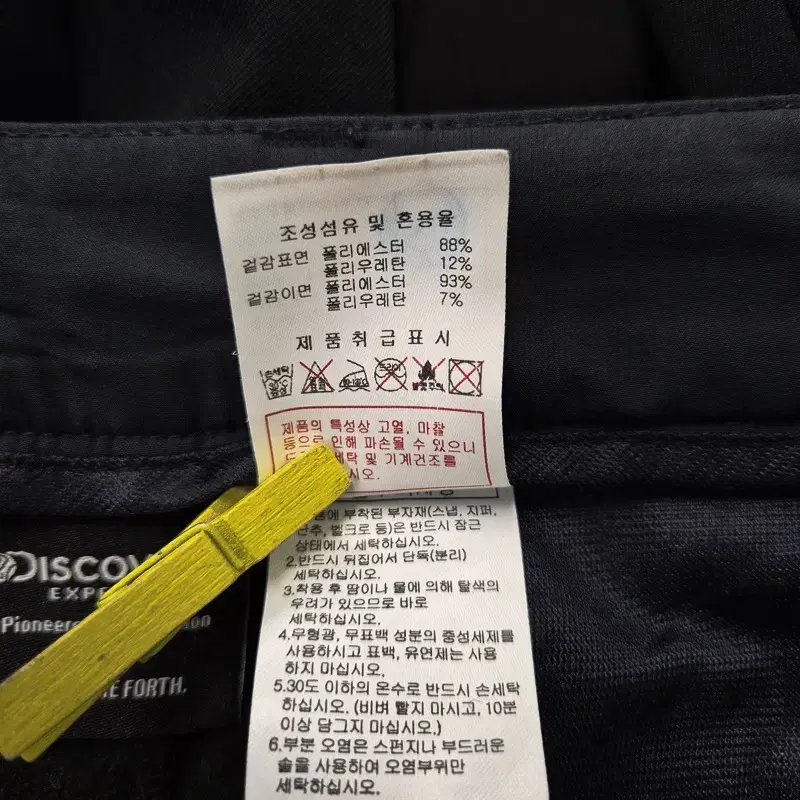 조성섬유 및 혼용율
겉감표면 폴리에스터 88%
폴리우레탄 12%
겉감이면 폴리에스터 93%
폴리우레탄 7%
제품취급표시
손세탁
제품의 특성상 고열, 마찰
등으로 인해 파손될 수 있으니
세탁 및 기계건조를
시오.
부착된 부자재(스냅, 지퍼,
단추, 벨크로 등)은 반드시 잠근
상태에서 세탁하십시오.
2.반드시 뒤집어서 단독(분리)
세탁하십시오.
3.착용 후 땀이나 물에 의해 탈색의
우려가 있으므로 바로
세탁하십시오.
4.무형광, 무표백 성분의 중성세제를
사용하시고 표백, 유연제는 사용
하지 마십시오.
5.30도 이하의 온수로 반드시 손세탁
하십시오. (비벼 빨지 마시고, 10분
이상 담그지 마십시오.)
6.부분 오염은 스펀지나 부드러운
솔을 사용하여 오염부위만
세탁하십시오.
DISCOV
EXPE
Pioneers
E FORTH.